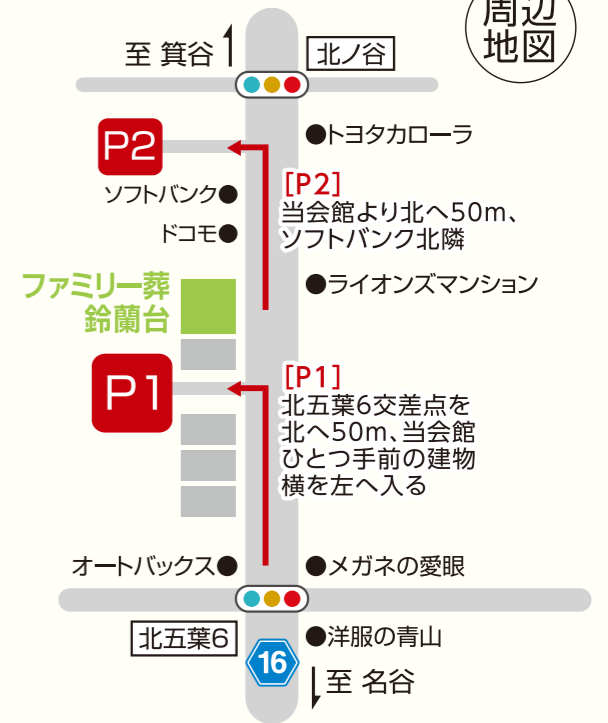 周辺
地図
至 箕谷
北ノ谷
P2
●トヨタカローラ
ソフトバンク●
[P2]
当会館より北へ50m、
ソフトバンク北隣
ドコモ●
●ライオンズマンション
ファミリー葬
鈴蘭台
P1
[P1]
北五葉6交差点を
北へ50m、当会館
ひとつ手前の建物
横を左へ入る
オートバックス●
●メガネの愛眼
北五葉6
●洋服の青山
16
至 名谷